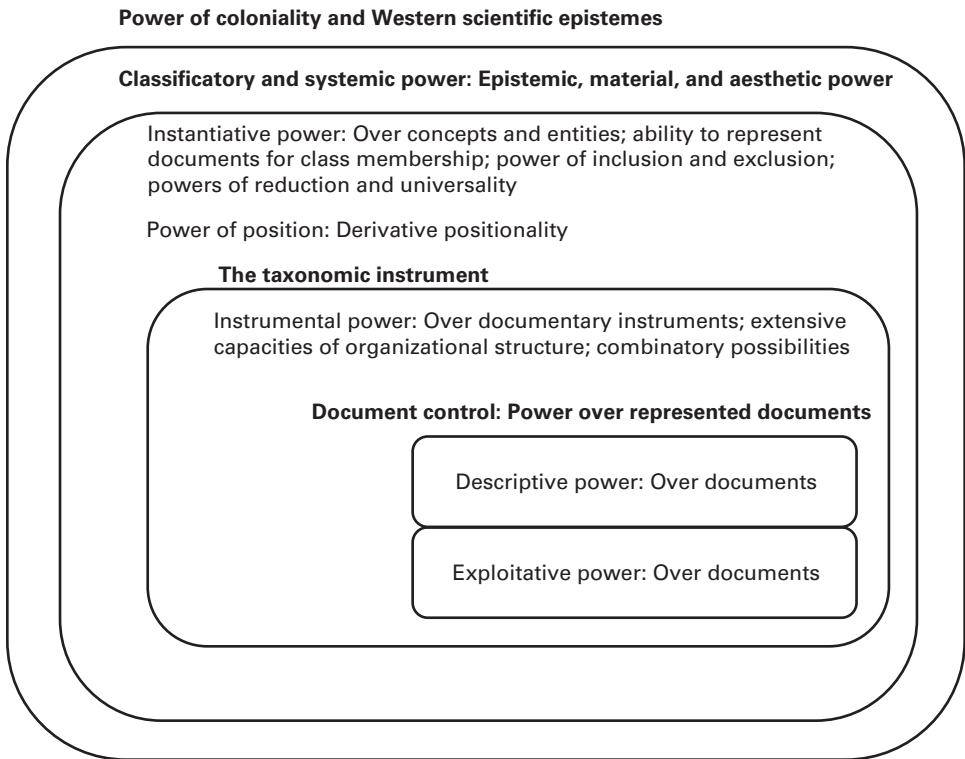 Power of coloniality and Western scientific epistemes
Classificatory and systemic power: Epistemic, material, and aesthetic power
Instantiative power: Over concepts and entities; ability to represent
documents for class membership; power of inclusion and exclusion;
powers of reduction and universality
Power of position: Derivative positionality
The taxonomic instrument
Instrumental power: Over documentary instruments; extensive
capacities of organizational structure; combinatory possibilities
Document control: Power over represented documents
Descriptive power: Over documents
Exploitative power: Over documents